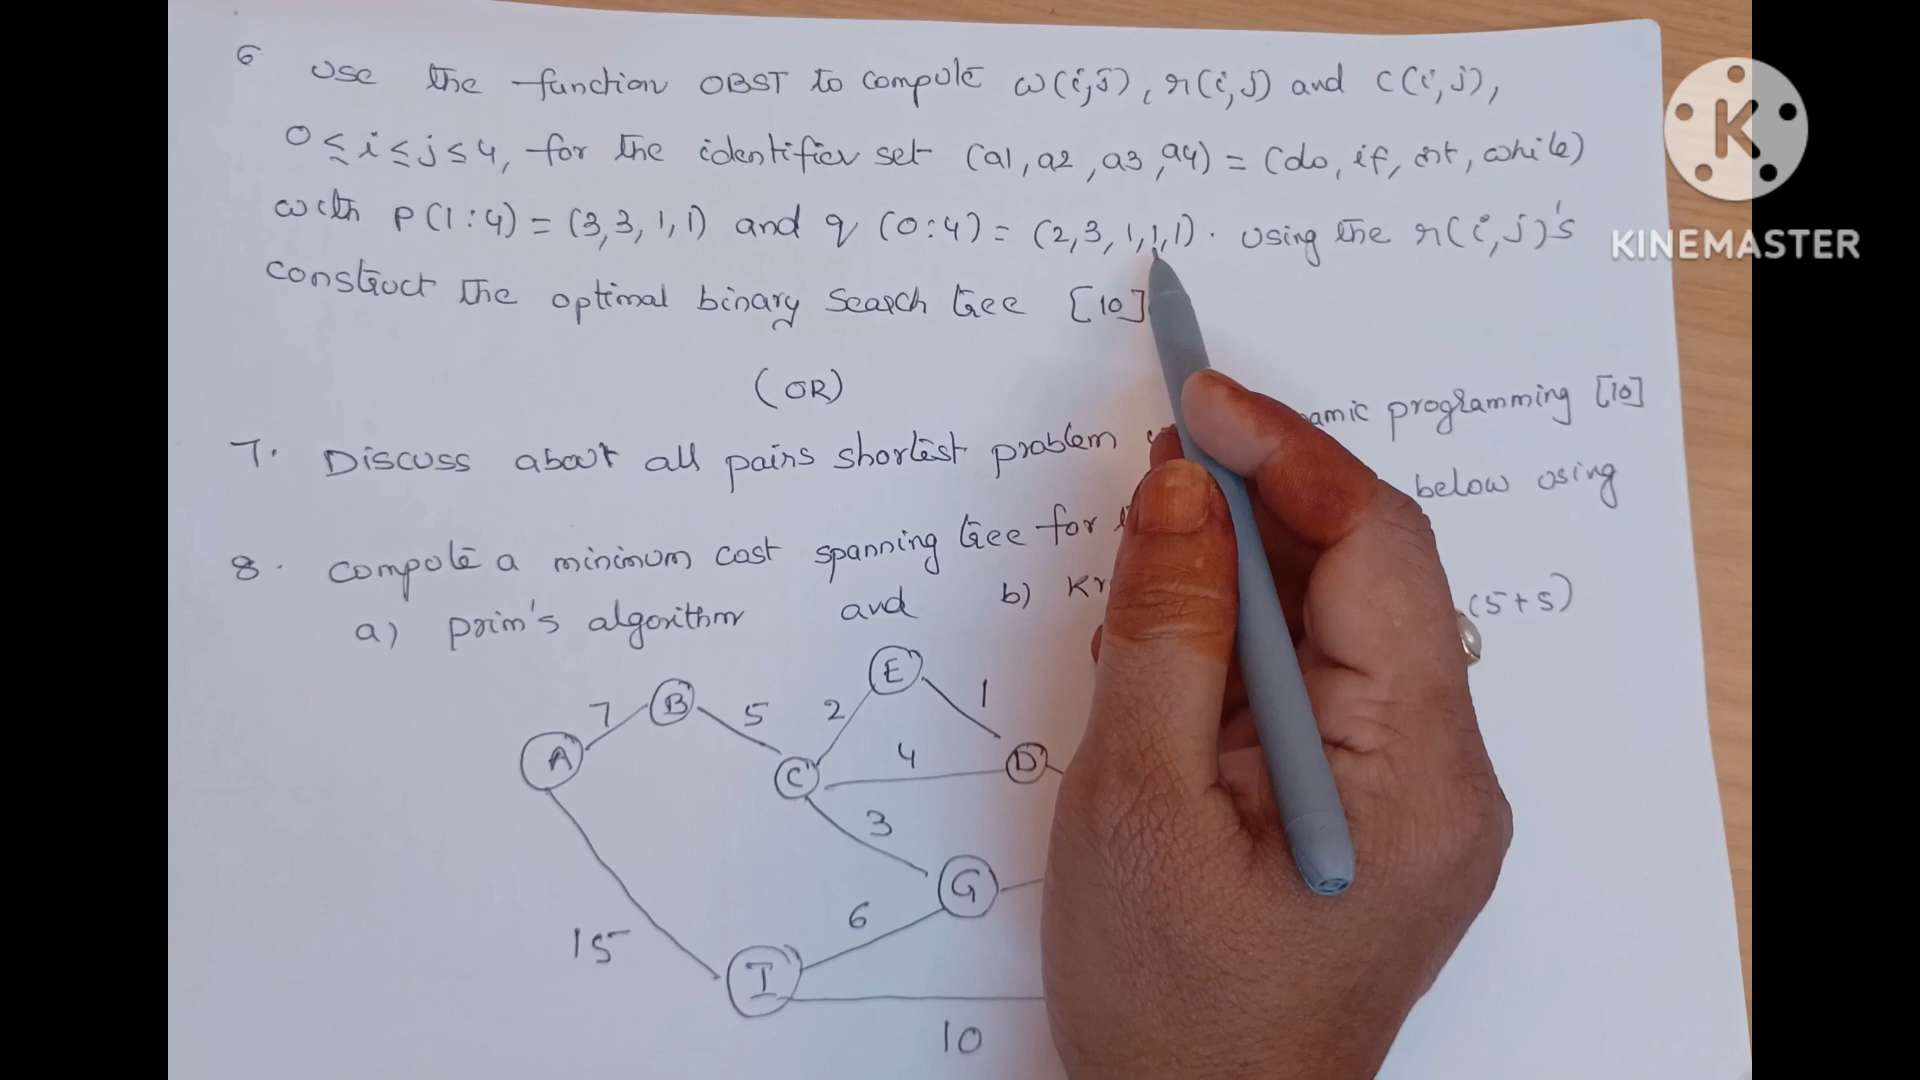 6 Use the function OBST to compute w(i,j), r(i,j) and c(i,j),
0≤i≤j≤4, for the identifier set (a1,a2,a3,a4) = (do, if, int, while)
with P(1:4) = (3,3,1,1) and q (0:4) = (2,3,1,1,1). Using the r(i,j)'s
construct the optimal binary search tree [10]
(OR)
7. Discuss about all pairs shortest problem amic programming [10]
8. compute a minimum cost spanning tree for below using
a) prim's algorithm and b) Kr (5+5)
E
7 B 5 2 1
A C 4 D
3
G
15 6
I
10
K
KINEMASTER